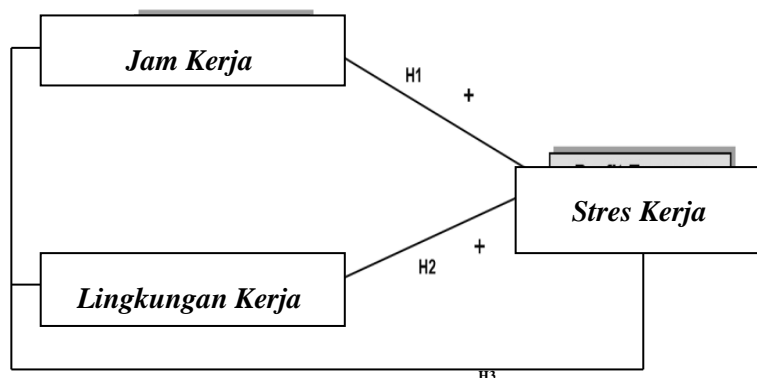 Jam Kerja
H1
+
Stres Kerja
+
H2
Lingkungan Kerja
H3